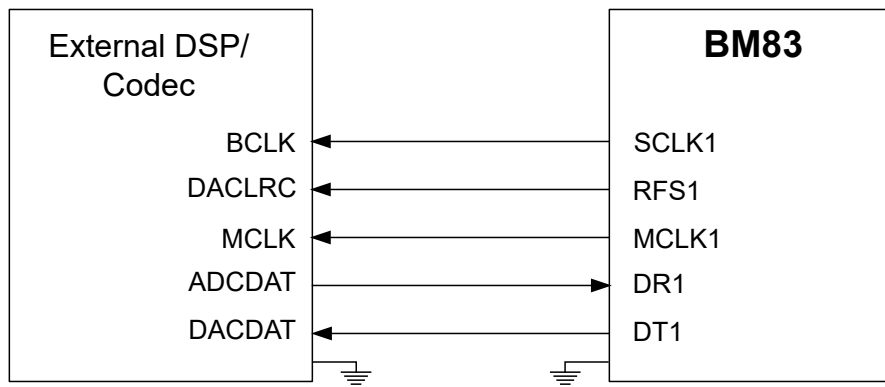 External DSP/
Codec
BM83
BCLK
SCLK1
DACLRC
RFS1
MCLK
MCLK1
ADCDAT
DR1
DACDAT
DT1